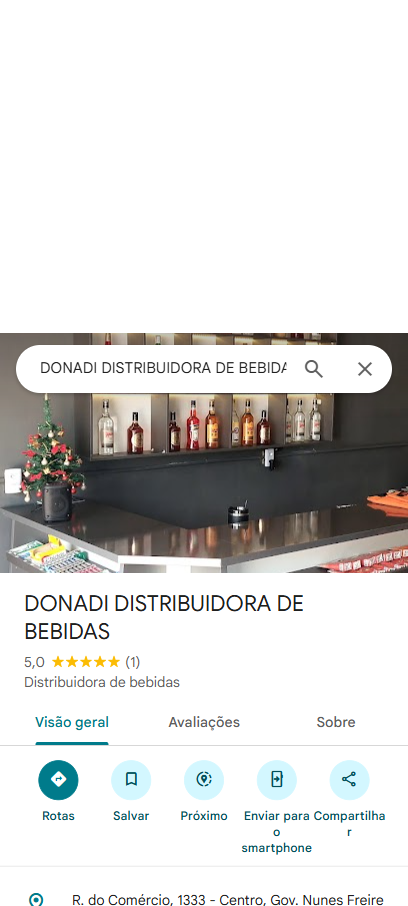 DONADI DISTRIBUIDORA DE BEBIDA
DONADI DISTRIBUIDORA DE
BEBIDAS
5,0 ★★★★★ (1)
Distribuidora de bebidas
Visão geral
Avaliações
Sobre
Rotas
Salvar
Próximo
Enviar para
o
smartphone
Compartilha
r
R. do Comércio, 1333 - Centro, Gov. Nunes Freire